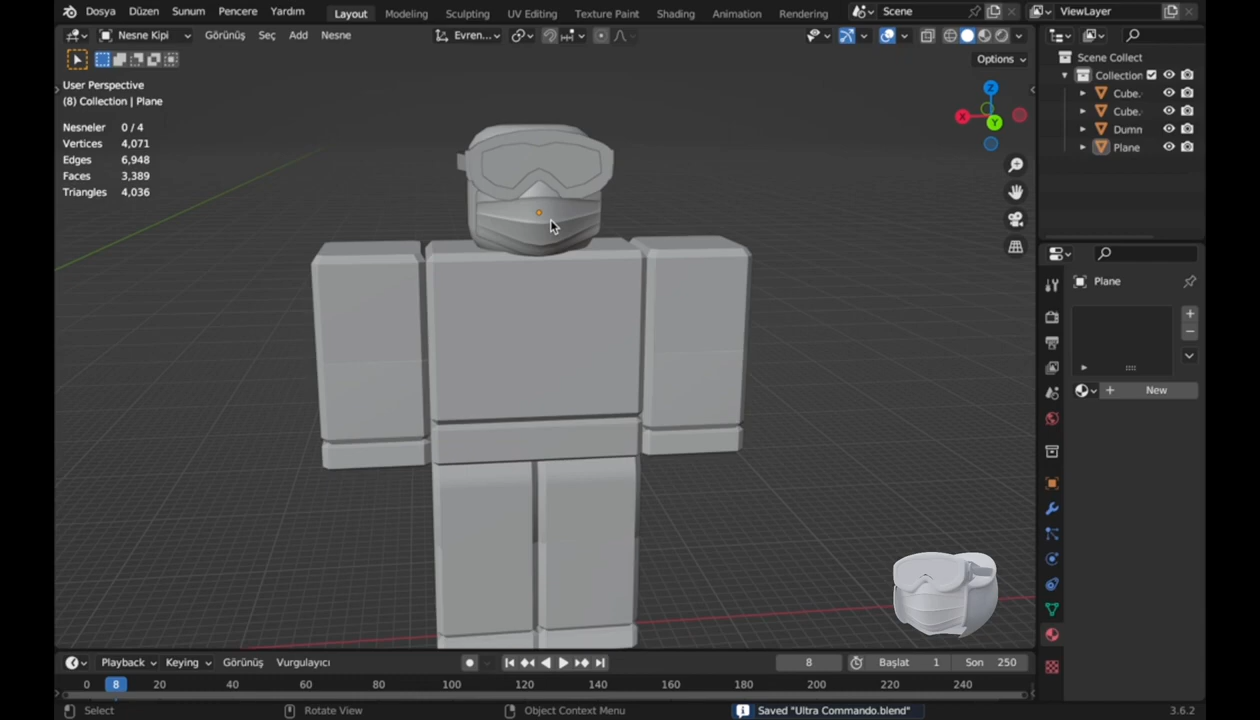 Dosya Düzen Sunum Pencere Yardım Layout Modeling Sculpting UV Editing Texture Paint Shading Animation Rendering Scene ViewLayer
Nesne Kipi Görünüş Seç Add Nesne Evren...
Options
User Perspective
(8) Collection | Plane
Nesneler 0 / 4
Vertices 4,071
Edges 6,948
Faces 3,389
Triangles 4,036
Z
X
Y
Scene Collect
Collection
Cube.
Cube.
Dumn
Plane
Plane
New
Playback Keying Görünüş Vurgulayıcı 8 Başlat 1 Son 250
0 8 20 40 60 80 100 120 140 160 180 200 220 240
Select Rotate View Object Context Menu Saved "Ultra Commando.blend" 3.6.2